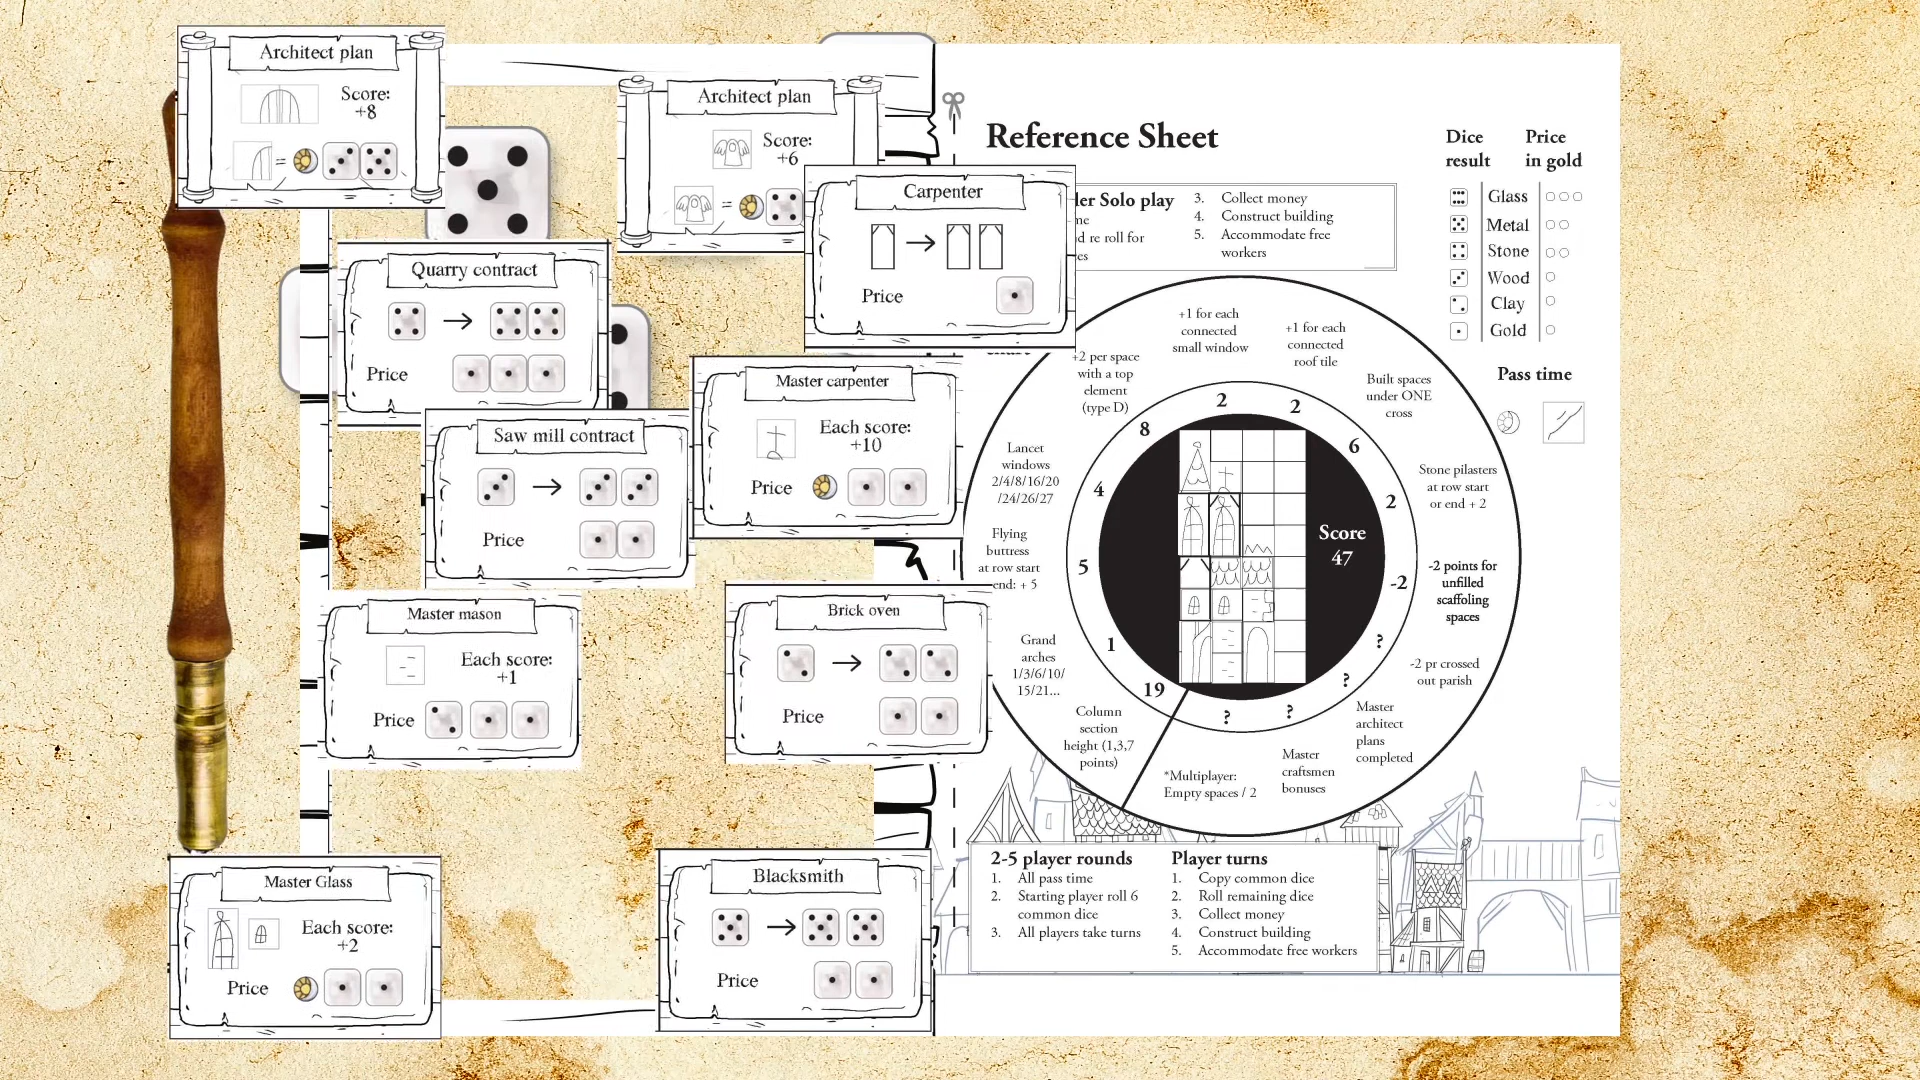 Architect plan
Score:
+8
=
Architect plan
Score:
+6
=
Carpenter
Price
Quarry contract
Price
Master carpenter
Each score:
+10
Price
Saw mill contract
Price
Master mason
Each score:
+1
Price
Brick oven
Price
Master Glass
Each score:
+2
Price
Blacksmith
Price
Reference Sheet
Solo play
3. Collect money
4. Construct building
5. Accommodate free
workers
re roll for
Dice
result
Price
in gold
Glass
Metal
Stone
Wood
Clay
Gold
Pass time
+2 per space
with a top
element
(type D)
+1 for each
connected
small window
+1 for each
connected
roof tile
Built spaces
under ONE
cross
Stone pilasters
at row start
or end + 2
-2 points for
unfilled
scaffoling
spaces
-2 pr crossed
out parish
Master
architect
plans
completed
Master
craftsmen
bonuses
*Multiplayer:
Empty spaces / 2
Column
section
height (1,3,7
points)
Grand
arches
1/3/6/10/
15/21...
Flying
buttress
at row start
end: + 5
Lancet
windows
2/4/8/16/20
/24/26/27
8
2
2
6
2
-2
?
?
?
?
19
1
5
4
Score
47
2-5 player rounds
1. All pass time
2. Starting player roll 6
common dice
3. All players take turns
Player turns
1. Copy common dice
2. Roll remaining dice
3. Collect money
4. Construct building
5. Accommodate free workers